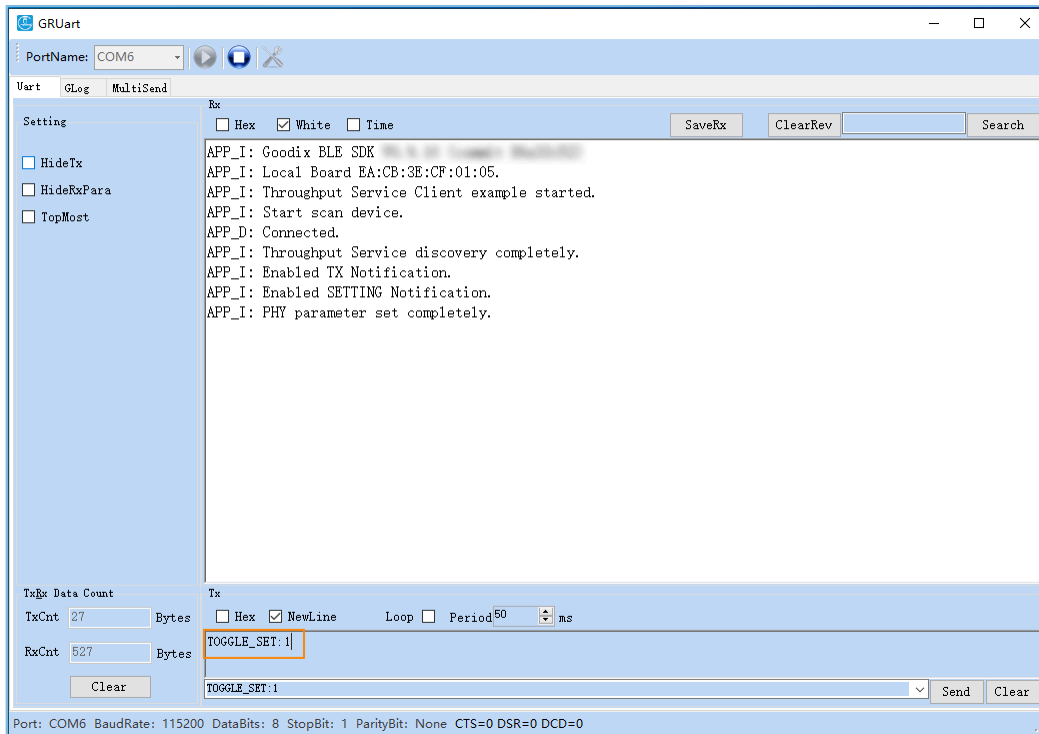 GRUart
PortName: COM6
Uart GLog MultiSend
Rx
Setting
Hex White Time SaveRx ClearRev Search
HideTx
HideRxPara
TopMost
APP_I: Goodix BLE SDK
APP_I: Local Board EA:CB:3E:CF:01:05.
APP_I: Throughput Service Client example started.
APP_I: Start scan device.
APP_D: Connected.
APP_I: Throughput Service discovery completely.
APP_I: Enabled TX Notification.
APP_I: Enabled SETTING Notification.
APP_I: PHY parameter set completely.
TxRx Data Count
TxCnt 27 Bytes
RxCnt 527 Bytes
Clear
Tx
Hex NewLine Loop Period 50 ms
TOGGLE_SET:1
TOGGLE_SET:1 Send Clear
Port: COM6 BaudRate: 115200 DataBits: 8 StopBit: 1 ParityBit: None CTS=0 DSR=0 DCD=0